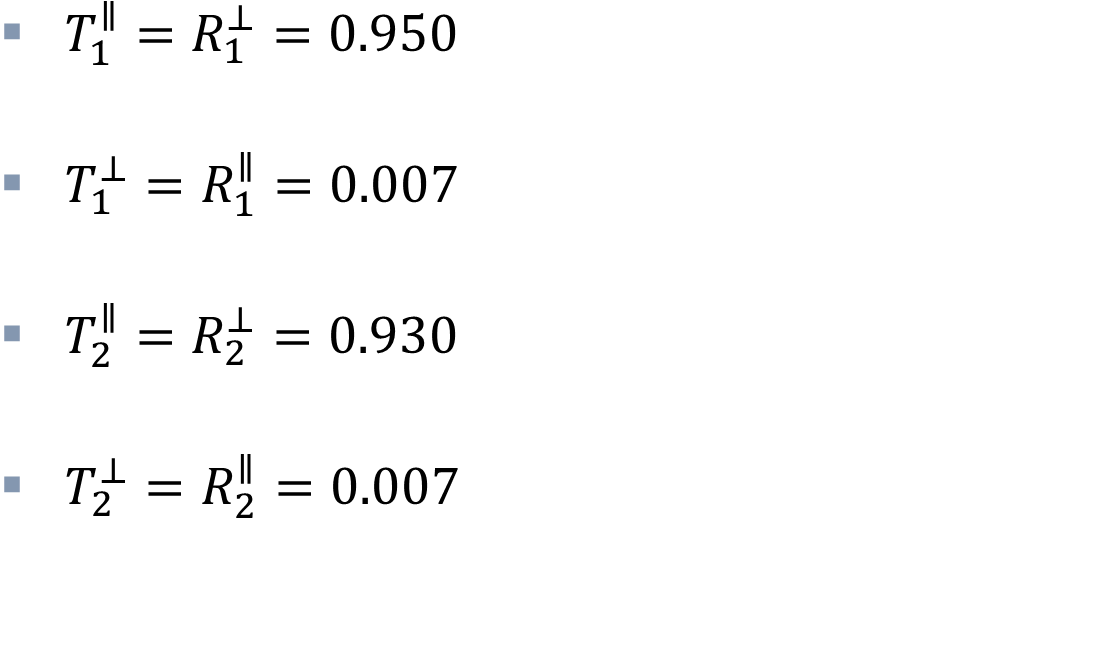 ▪ T₁^∥ = R₁^⊥ = 0.950
▪ T₁^⊥ = R₁^∥ = 0.007
▪ T₂^∥ = R₂^⊥ = 0.930
▪ T₂^⊥ = R₂^∥ = 0.007